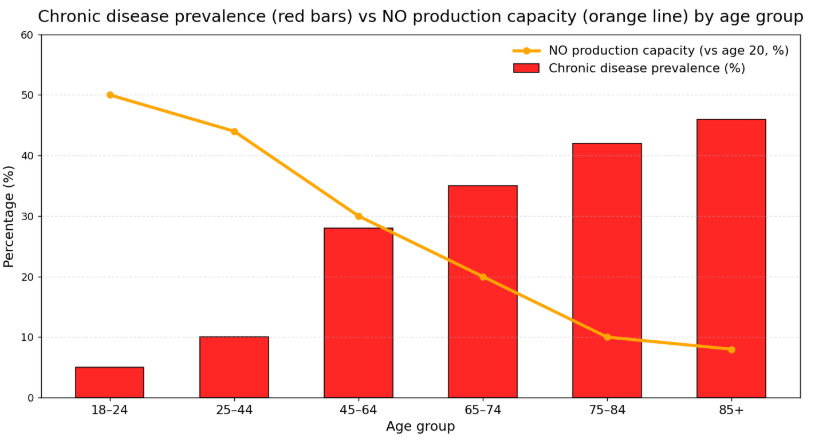 Chronic disease prevalence (red bars) vs NO production capacity (orange line) by age group
NO production capacity (vs age 20, %)
Chronic disease prevalence (%)
Percentage (%)
60
50
40
30
20
10
0
18–24 25–44 45–64 65–74 75–84 85+
Age group